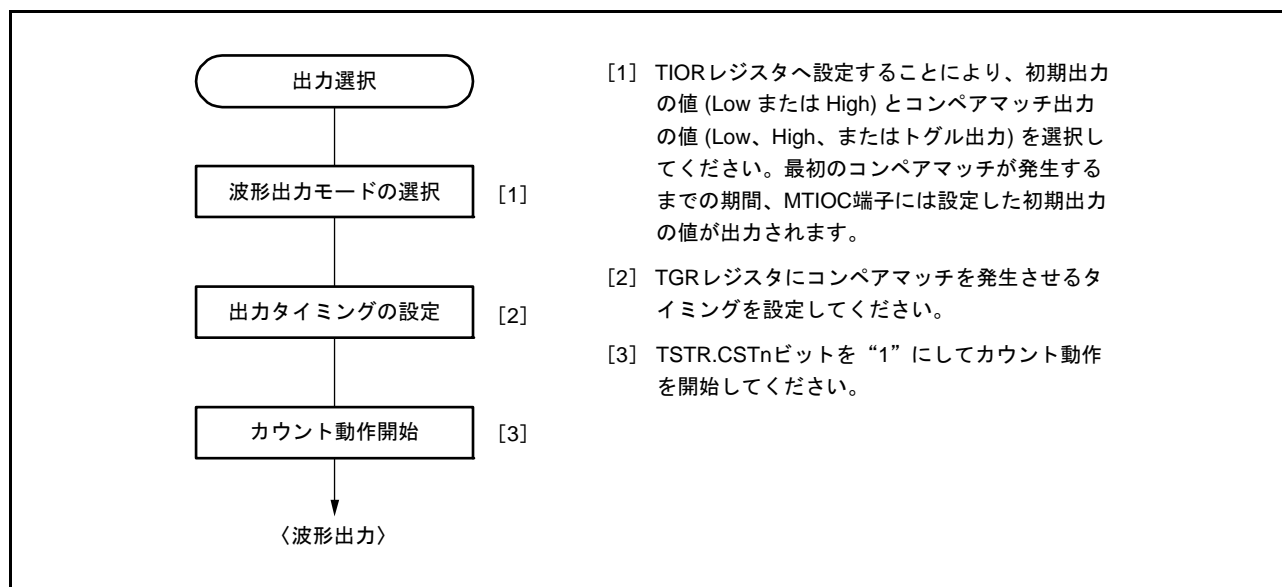 出力選択
波形出力モードの選択 [1]
出力タイミングの設定 [2]
カウント動作開始 [3]
〈波形出力〉
[1] TIORレジスタへ設定することにより、初期出力
の値 (Low または High) とコンペアマッチ出力
の値 (Low、High、またはトグル出力) を選択し
てください。最初のコンペアマッチが発生する
までの期間、MTIOC端子には設定した初期出力
の値が出力されます。
[2] TGRレジスタにコンペアマッチを発生させるタ
イミングを設定してください。
[3] TSTR.CSTnビットを“1”にしてカウント動作
を開始してください。